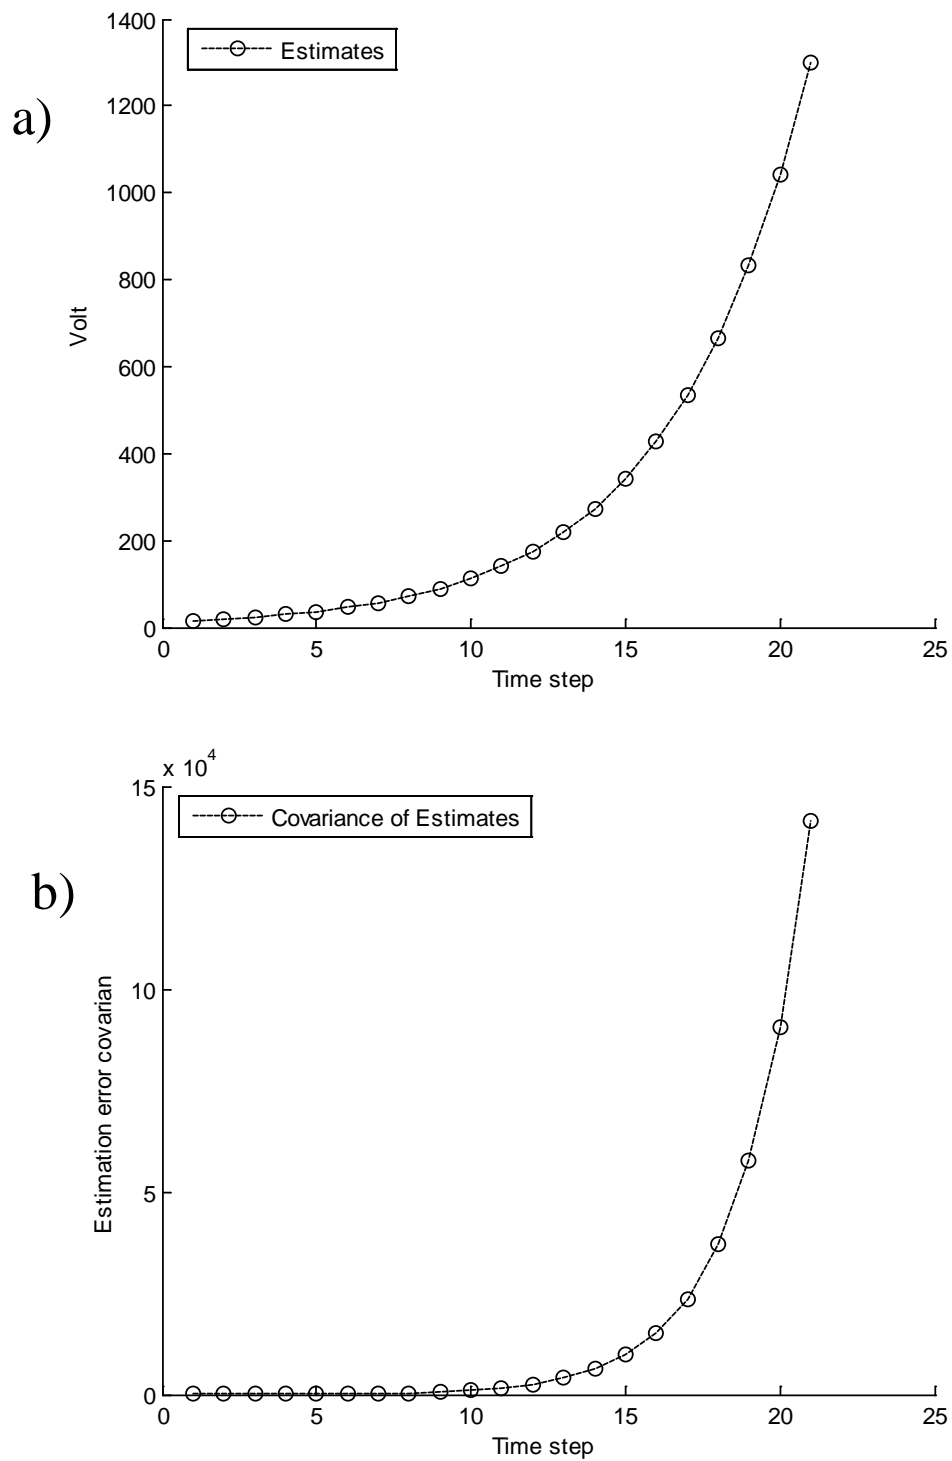 1400
Estimates
1200
a)
1000
800
Volt
600
400
200
0
0 5 10 15 20 25
Time step
x 10^4
15
Covariance of Estimates
b)
10
Estimation error covarian
5
0
0 5 10 15 20 25
Time step